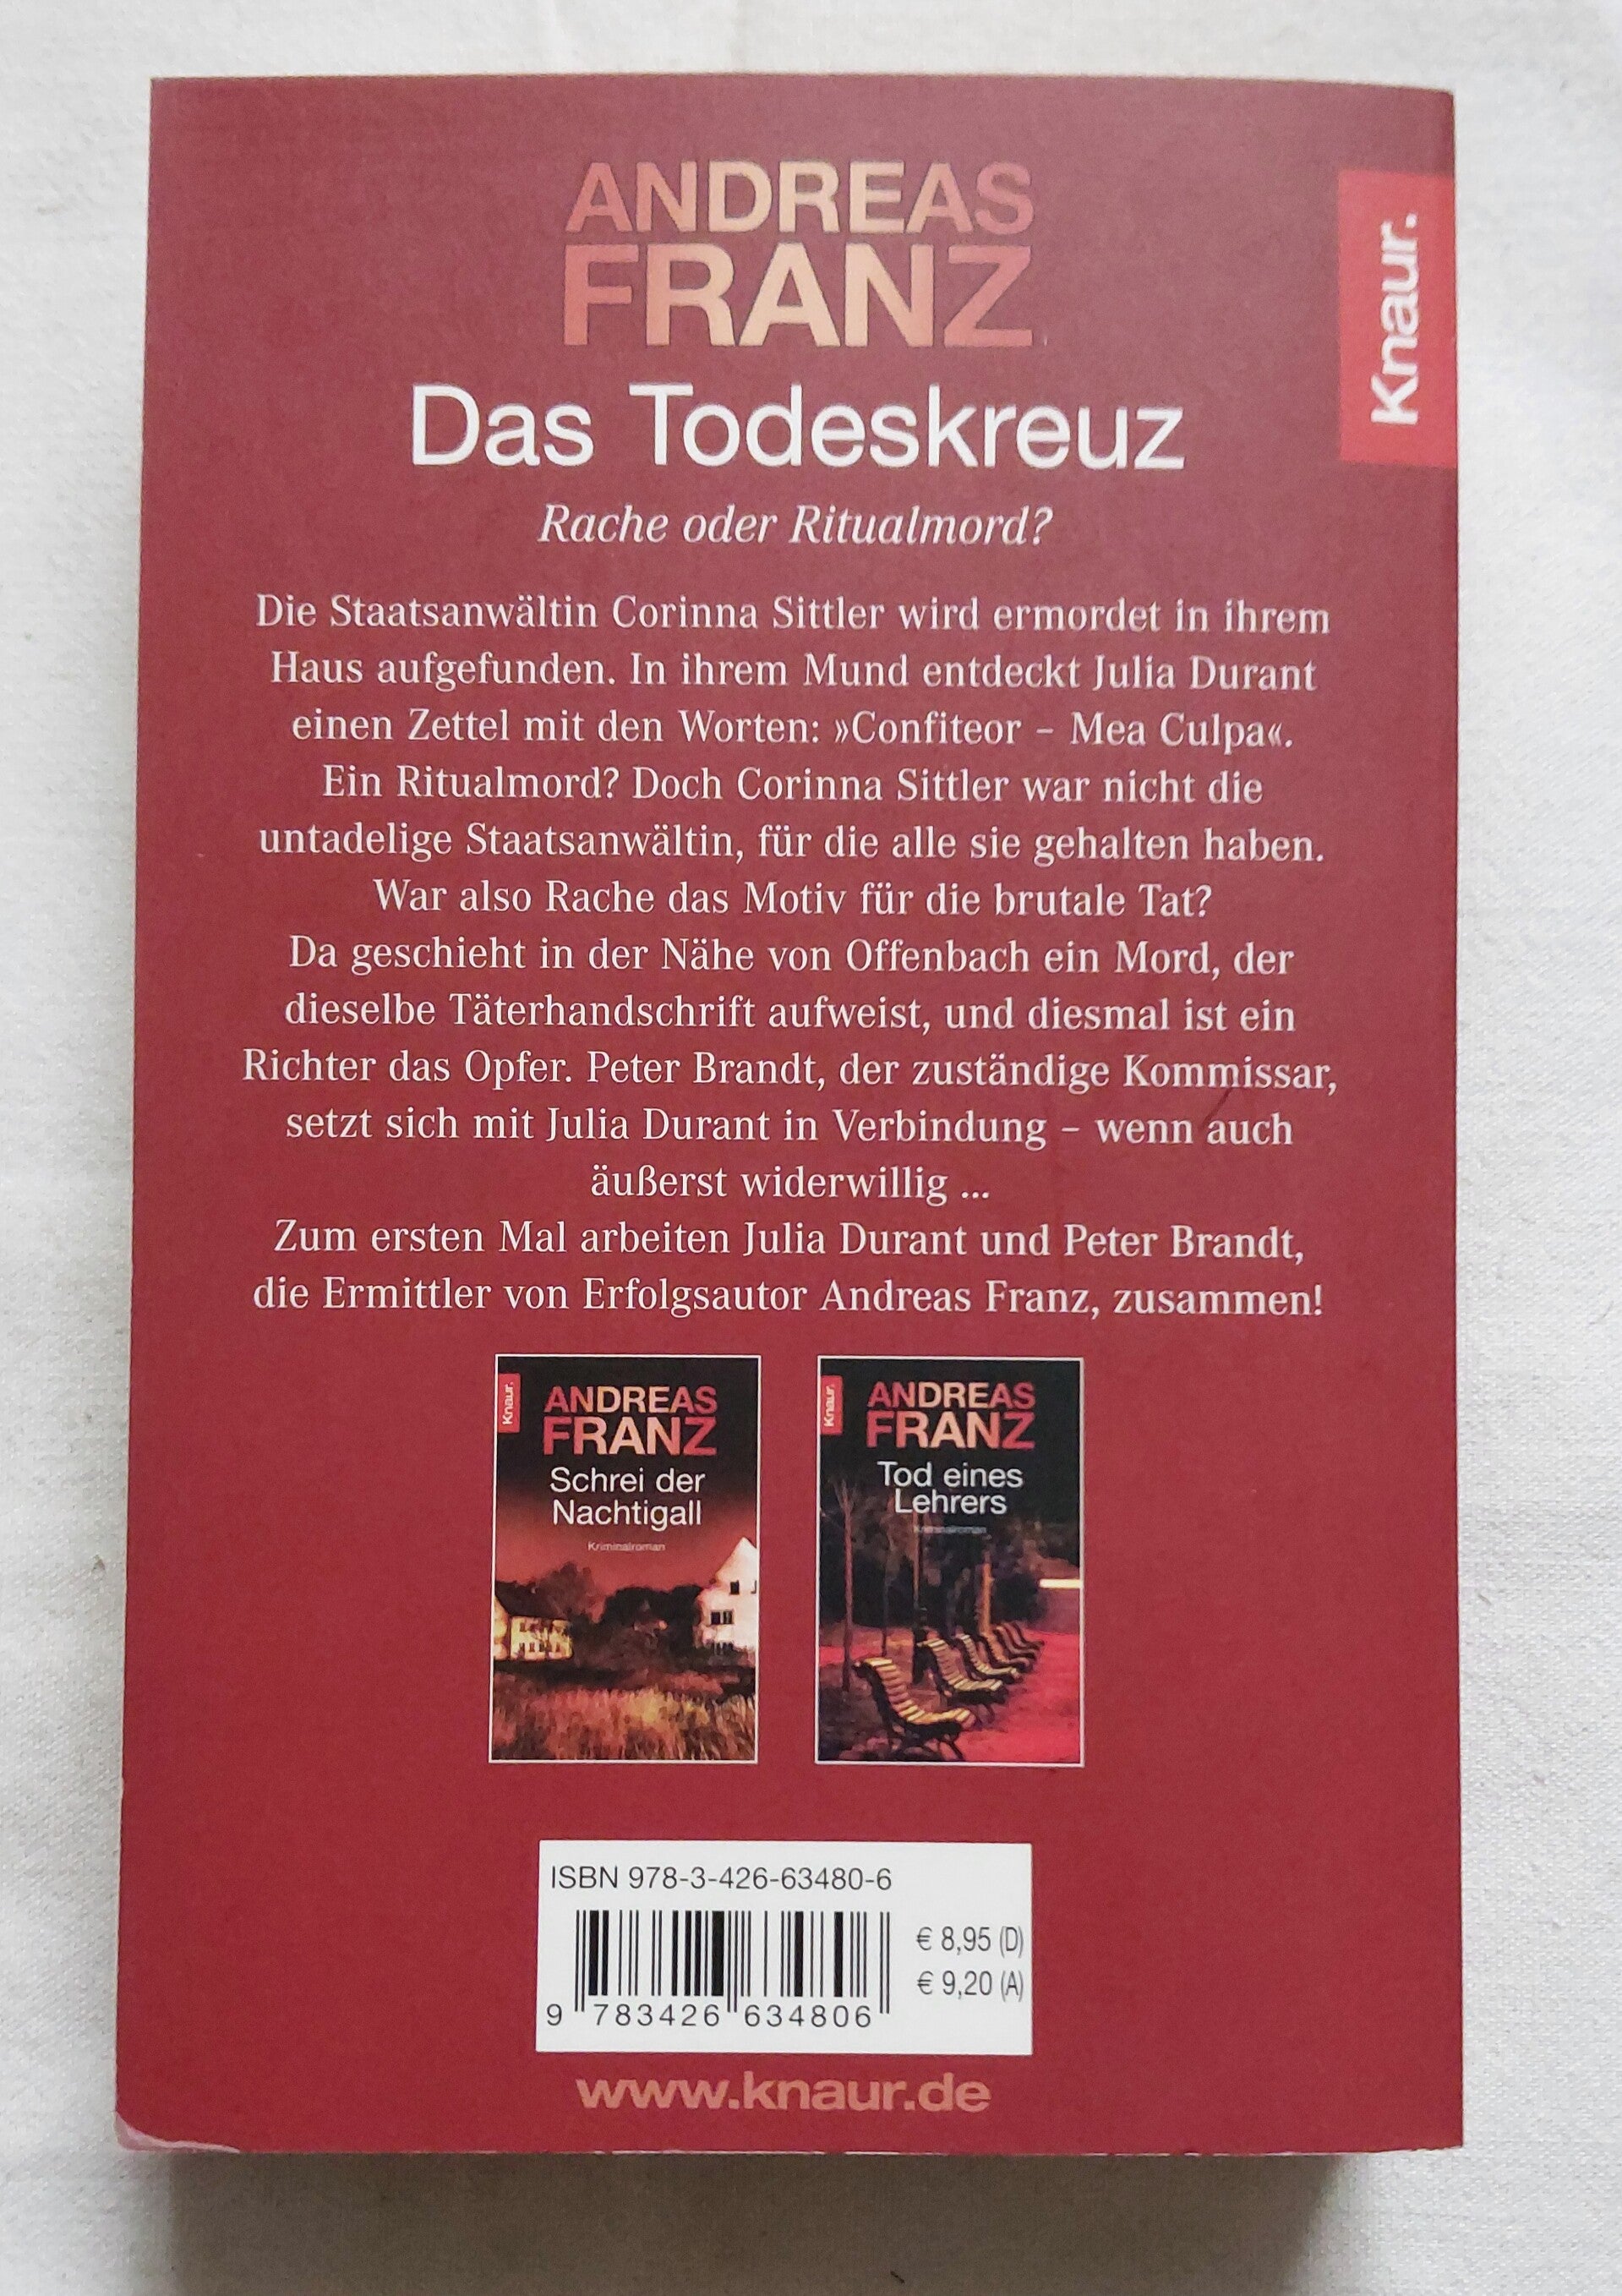 ANDREAS
FRANZ
Knaur.
Das Todeskreuz
Rache oder Ritualmord?
Die Staatsanwältin Corinna Sittler wird ermordet in ihrem
Haus aufgefunden. In ihrem Mund entdeckt Julia Durant
einen Zettel mit den Worten: »Confiteor – Mea Culpa«.
Ein Ritualmord? Doch Corinna Sittler war nicht die
untadelige Staatsanwältin, für die alle sie gehalten haben.
War also Rache das Motiv für die brutale Tat?
Da geschieht in der Nähe von Offenbach ein Mord, der
dieselbe Täterhandschrift aufweist, und diesmal ist ein
Richter das Opfer. Peter Brandt, der zuständige Kommissar,
setzt sich mit Julia Durant in Verbindung – wenn auch
äußerst widerwillig ...
Zum ersten Mal arbeiten Julia Durant und Peter Brandt,
die Ermittler von Erfolgsautor Andreas Franz, zusammen!
Knaur.
ANDREAS
FRANZ
Schrei der
Nachtigall
Kriminalroman
Knaur.
ANDREAS
FRANZ
Tod eines
Lehrers
Kriminalroman
ISBN 978-3-426-63480-6
€ 8,95 (D)
€ 9,20 (A)
9 783426 634806
www.knaur.de